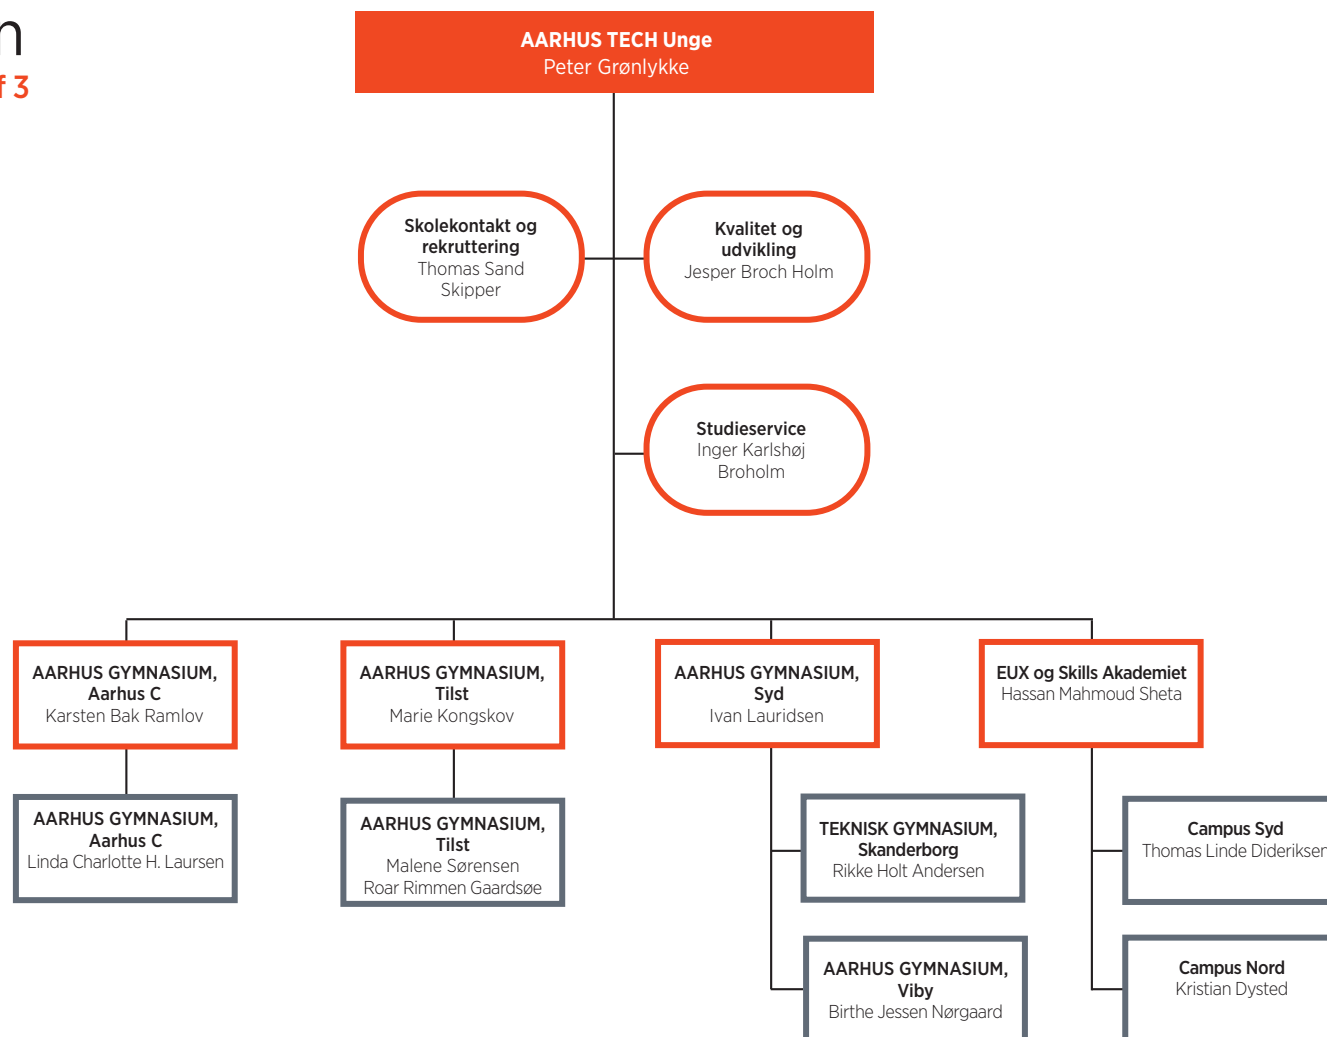 n
f 3
AARHUS TECH Unge
Peter Grønlykke
Skolekontakt og
rekruttering
Thomas Sand
Skipper
Kvalitet og
udvikling
Jesper Broch Holm
Studieservice
Inger Karlshøj
Broholm
AARHUS GYMNASIUM,
Aarhus C
Karsten Bak Ramlov
AARHUS GYMNASIUM,
Tilst
Marie Kongskov
AARHUS GYMNASIUM,
Syd
Ivan Lauridsen
EUX og Skills Akademiet
Hassan Mahmoud Sheta
AARHUS GYMNASIUM,
Aarhus C
Linda Charlotte H. Laursen
AARHUS GYMNASIUM,
Tilst
Malene Sørensen
Roar Rimmen Gaardsøe
TEKNISK GYMNASIUM,
Skanderborg
Rikke Holt Andersen
Campus Syd
Thomas Linde Dideriksen
AARHUS GYMNASIUM,
Viby
Birthe Jessen Nørgaard
Campus Nord
Kristian Dysted